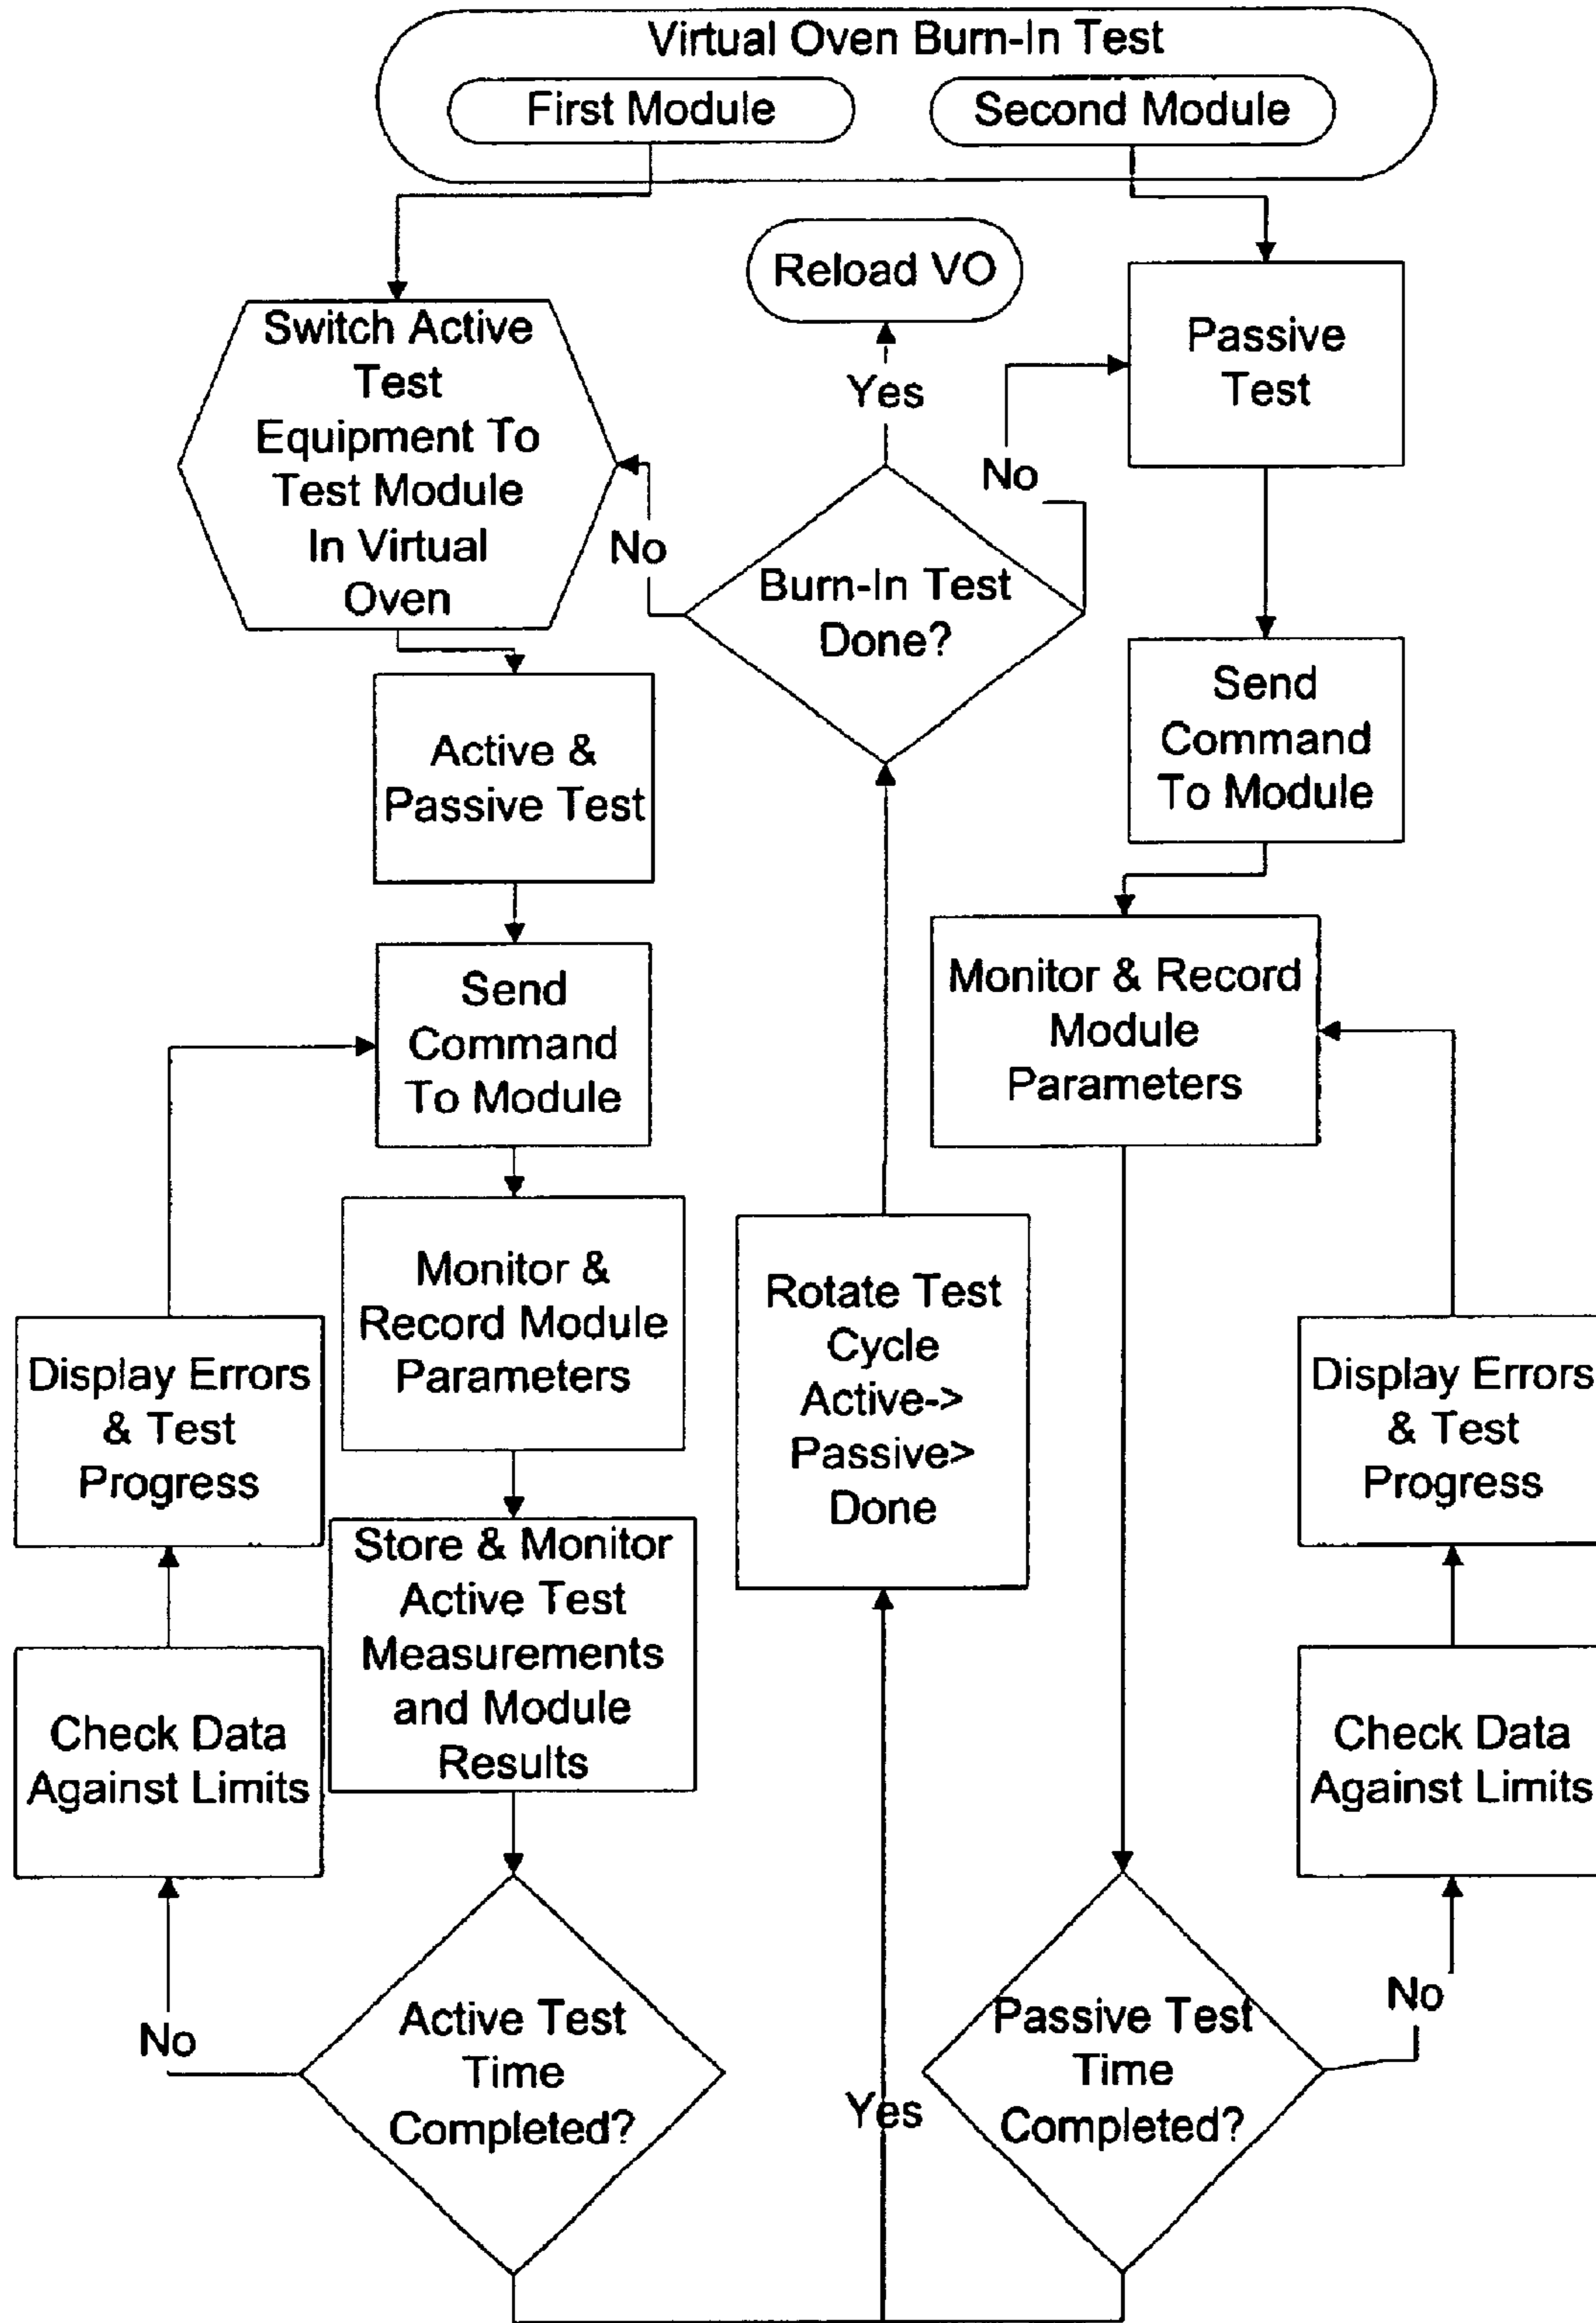 Virtual Oven Burn-In Test
First Module
Second Module
Reload VO
Switch Active
Test
Equipment To
Test Module
In Virtual
Oven
Yes
No
Passive
Test
No
Burn-In Test
Done?
Active &
Passive Test
Send
Command
To Module
Send
Command
To Module
Monitor & Record
Module
Parameters
Monitor &
Record Module
Parameters
Rotate Test
Cycle
Active->
Passive>
Done
Display Errors
& Test
Progress
Display Errors
& Test
Progress
Store & Monitor
Active Test
Measurements
and Module
Results
Check Data
Against Limits
Check Data
Against Limits
No
Active Test
Time
Completed?
Yes
Passive Test
Time
Completed?
No